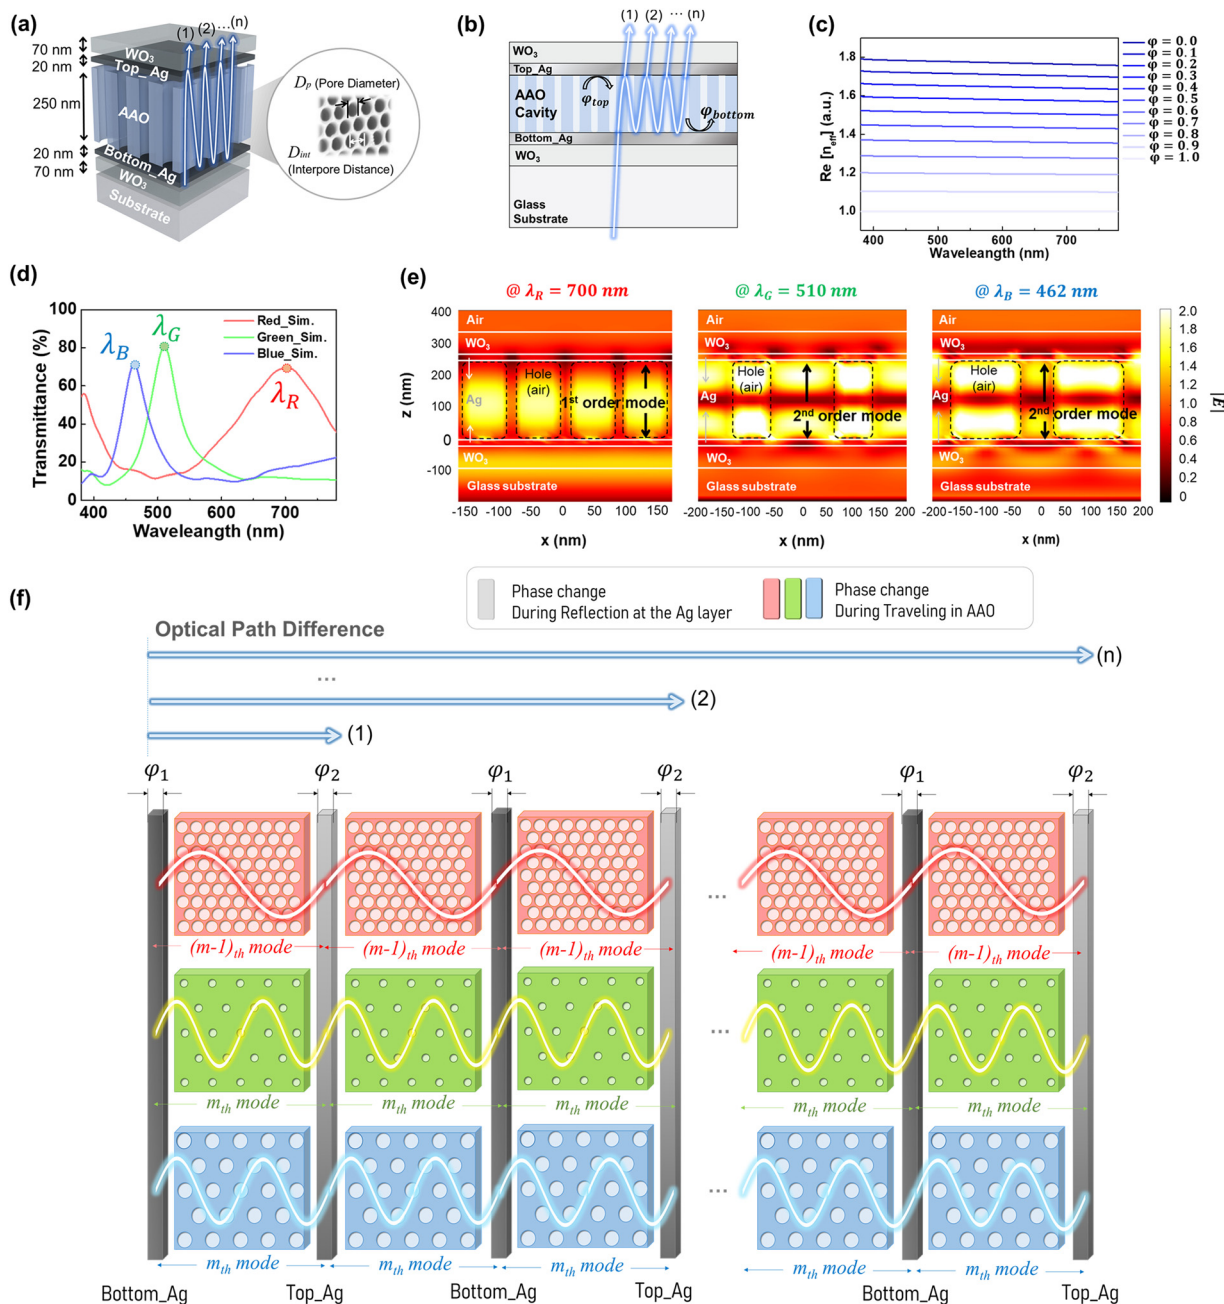 (a)
(1) (2) ... (n)
70 nm
20 nm
250 nm
20 nm
70 nm
WO3
Top_Ag
AAO
Bottom_Ag
WO3
Substrate
Dp (Pore Diameter)
Dint
(Interpore Distance)
(b)
(1) (2) ... (n)
WO3
Top_Ag
AAO
Cavity
φtop
φbottom
Bottom_Ag
WO3
Glass
Substrate
(c)
Re [neff] (a.u.)
1.8
1.6
1.4
1.2
1.0
400 500 600 700
Waveleangth (nm)
φ = 0.0
φ = 0.1
φ = 0.2
φ = 0.3
φ = 0.4
φ = 0.5
φ = 0.6
φ = 0.7
φ = 0.8
φ = 0.9
φ = 1.0
(d)
Transmittance (%)
100
80
60
40
20
0
400 500 600 700
Waveleangth (nm)
Red_Sim.
Green_Sim.
Blue_Sim.
λB
λG
λR
(e)
@ λR = 700 nm
@ λG = 510 nm
@ λB = 462 nm
z (nm)
400
300
200
100
0
-100
Air
WO3
Hole
(air)
Ag
1st order mode
WO3
Glass substrate
-150 -100 -50 0 50 100 150
x (nm)
Air
WO3
Hole
(air)
Ag
2nd order mode
WO3
Glass substrate
-200 -150 -100 -50 0 50 100 150 200
x (nm)
Air
WO3
Hole
(air)
Ag
2nd order mode
WO3
Glass substrate
-200 -150 -100 -50 0 50 100 150 200
x (nm)
2.0
1.8
1.6
1.4
1.2
1.0
0.8
0.6
0.4
0.2
0
|E|
(f)
Phase change
During Reflection at the Ag layer
Phase change
During Traveling in AAO
Optical Path Difference
(n)
...
(2)
(1)
φ1 φ2 φ1 φ2 φ1 φ2
...
(m-1)th mode (m-1)th mode (m-1)th mode (m-1)th mode (m-1)th mode
...
mth mode mth mode mth mode mth mode mth mode
...
mth mode mth mode mth mode mth mode mth mode
Bottom_Ag Top_Ag Bottom_Ag Top_Ag Bottom_Ag Top_Ag